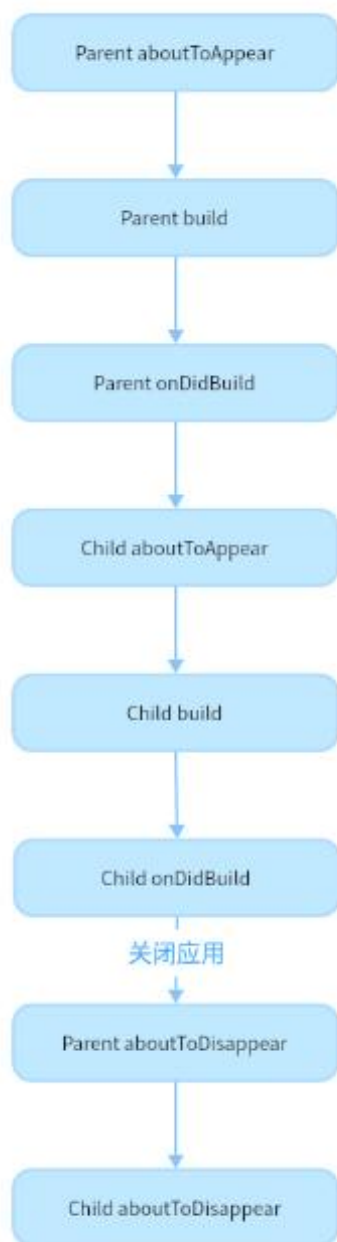 Parent aboutToAppear
Parent build
Parent onDidBuild
Child aboutToAppear
Child build
Child onDidBuild
关闭应用
Parent aboutToDisappear
Child aboutToDisappear